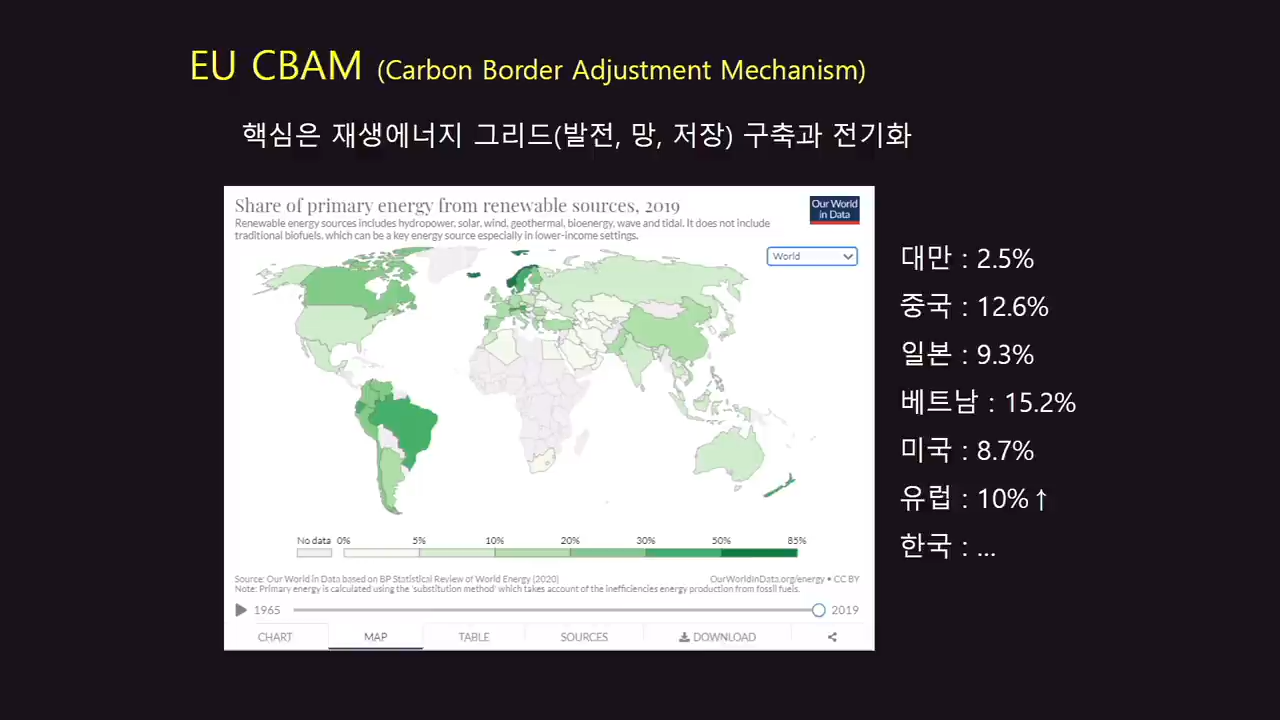 EU CBAM (Carbon Border Adjustment Mechanism)
핵심은 재생에너지 그리드(발전, 망, 저장) 구축과 전기화
Share of primary energy from renewable sources, 2019
Renewable energy sources includes hydropower, solar, wind, geothermal, bioenergy, wave and tidal. It does not include
traditional biofuels, which can be a key energy source especially in lower-income settings.
Our World
in Data
World
No data 0% 5% 10% 20% 30% 50% 85%
Source: Our World in Data based on BP Statistical Review of World Energy (2020)
OurWorldInData.org/energy • CC BY
Note: Primary energy is calculated using the 'substitution method' which takes account of the inefficiencies energy production from fossil fuels.
1965 2019
CHART MAP TABLE SOURCES DOWNLOAD
대만 : 2.5%
중국 : 12.6%
일본 : 9.3%
베트남 : 15.2%
미국 : 8.7%
유럽 : 10%↑
한국 : ...